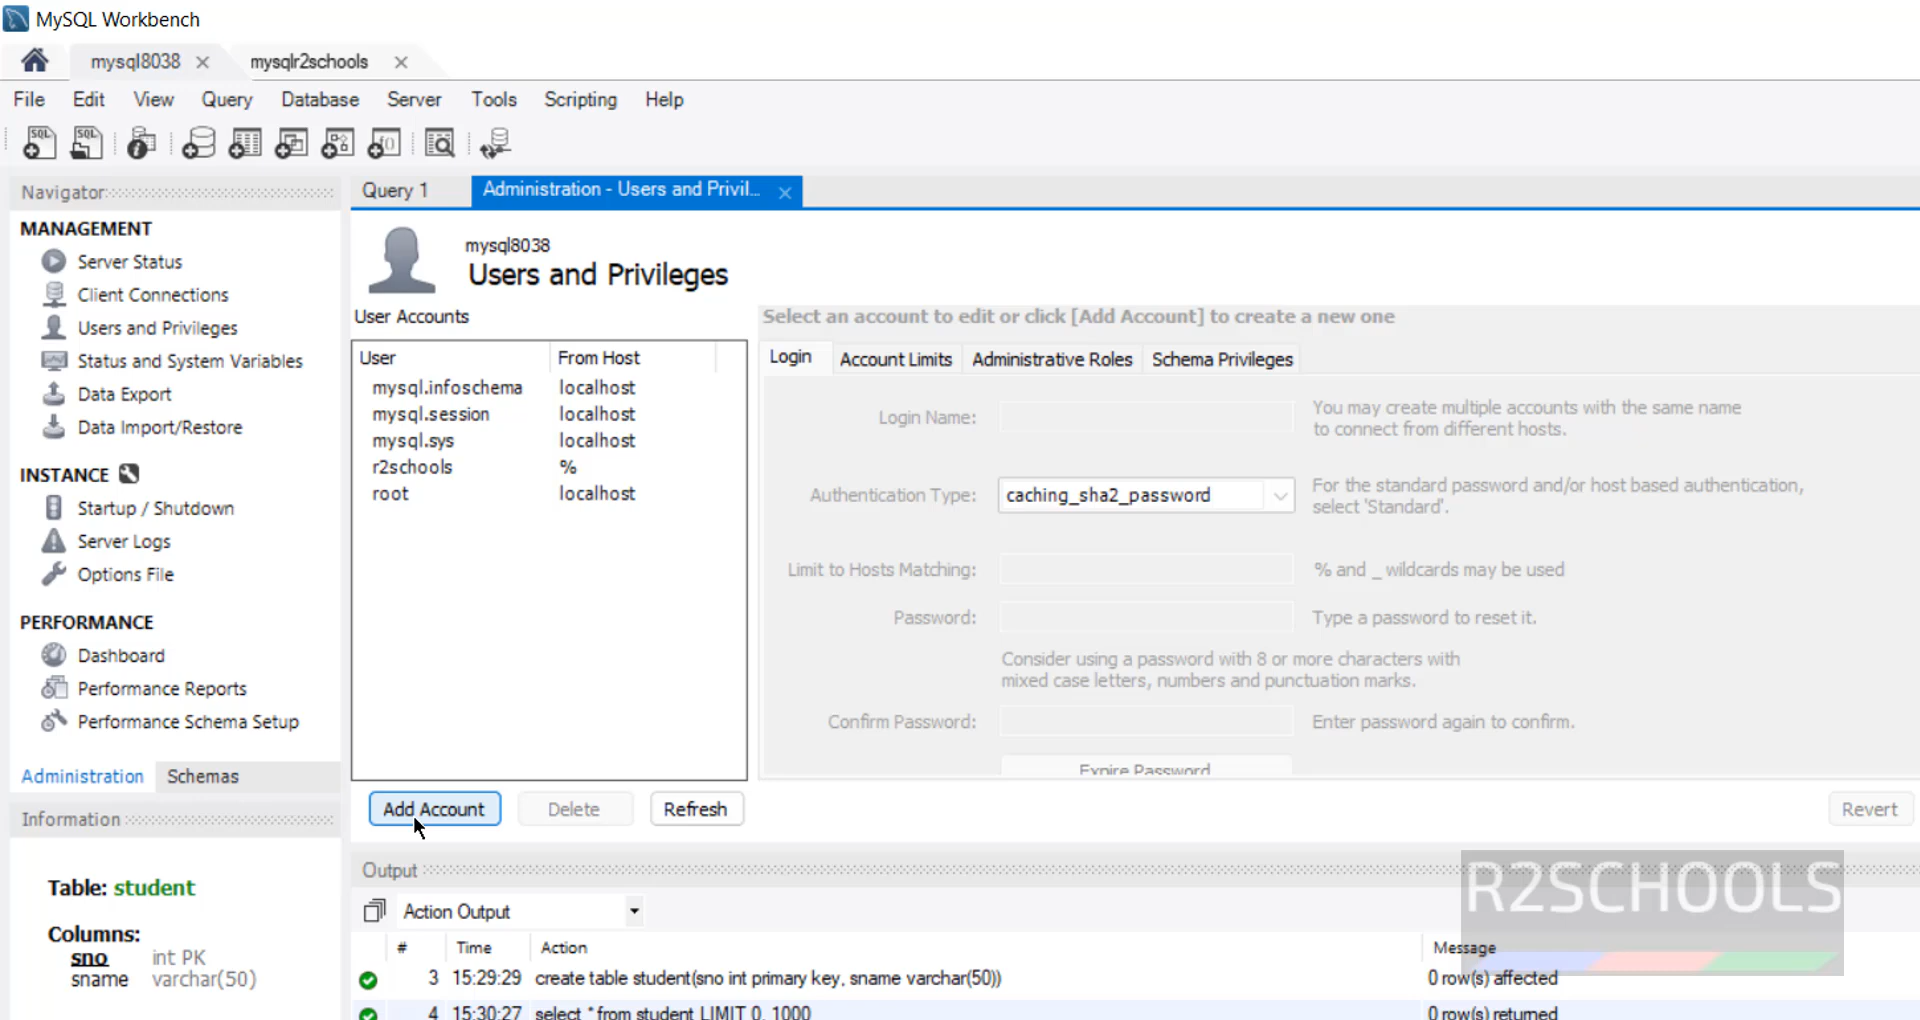 MySQL Workbench
mysql8038
mysqlr2schools
File Edit View Query Database Server Tools Scripting Help
SQL SQL
Navigator
MANAGEMENT
Server Status
Client Connections
Users and Privileges
Status and System Variables
Data Export
Data Import/Restore
INSTANCE
Startup / Shutdown
Server Logs
Options File
PERFORMANCE
Dashboard
Performance Reports
Performance Schema Setup
Administration Schemas
Information
Table: student
Columns:
sno int PK
sname varchar(50)
Query 1
Administration - Users and Privil...
mysql8038
Users and Privileges
User Accounts
User From Host
mysql.infoschema localhost
mysql.session localhost
mysql.sys localhost
r2schools %
root localhost
Add Account Delete Refresh
Select an account to edit or click [Add Account] to create a new one
Login Account Limits Administrative Roles Schema Privileges
Login Name:
You may create multiple accounts with the same name
to connect from different hosts.
Authentication Type: caching_sha2_password
For the standard password and/or host based authentication,
select 'Standard'.
Limit to Hosts Matching: % and _ wildcards may be used
Password: Type a password to reset it.
Consider using a password with 8 or more characters with
mixed case letters, numbers and punctuation marks.
Confirm Password: Enter password again to confirm.
Expire Password
Revert
Output
Action Output
# Time Action Message
3 15:29:29 create table student(sno int primary key, sname varchar(50)) 0 row(s) affected
4 15:30:27 select * from student LIMIT 0, 1000 0 row(s) returned
R2SCHOOLS